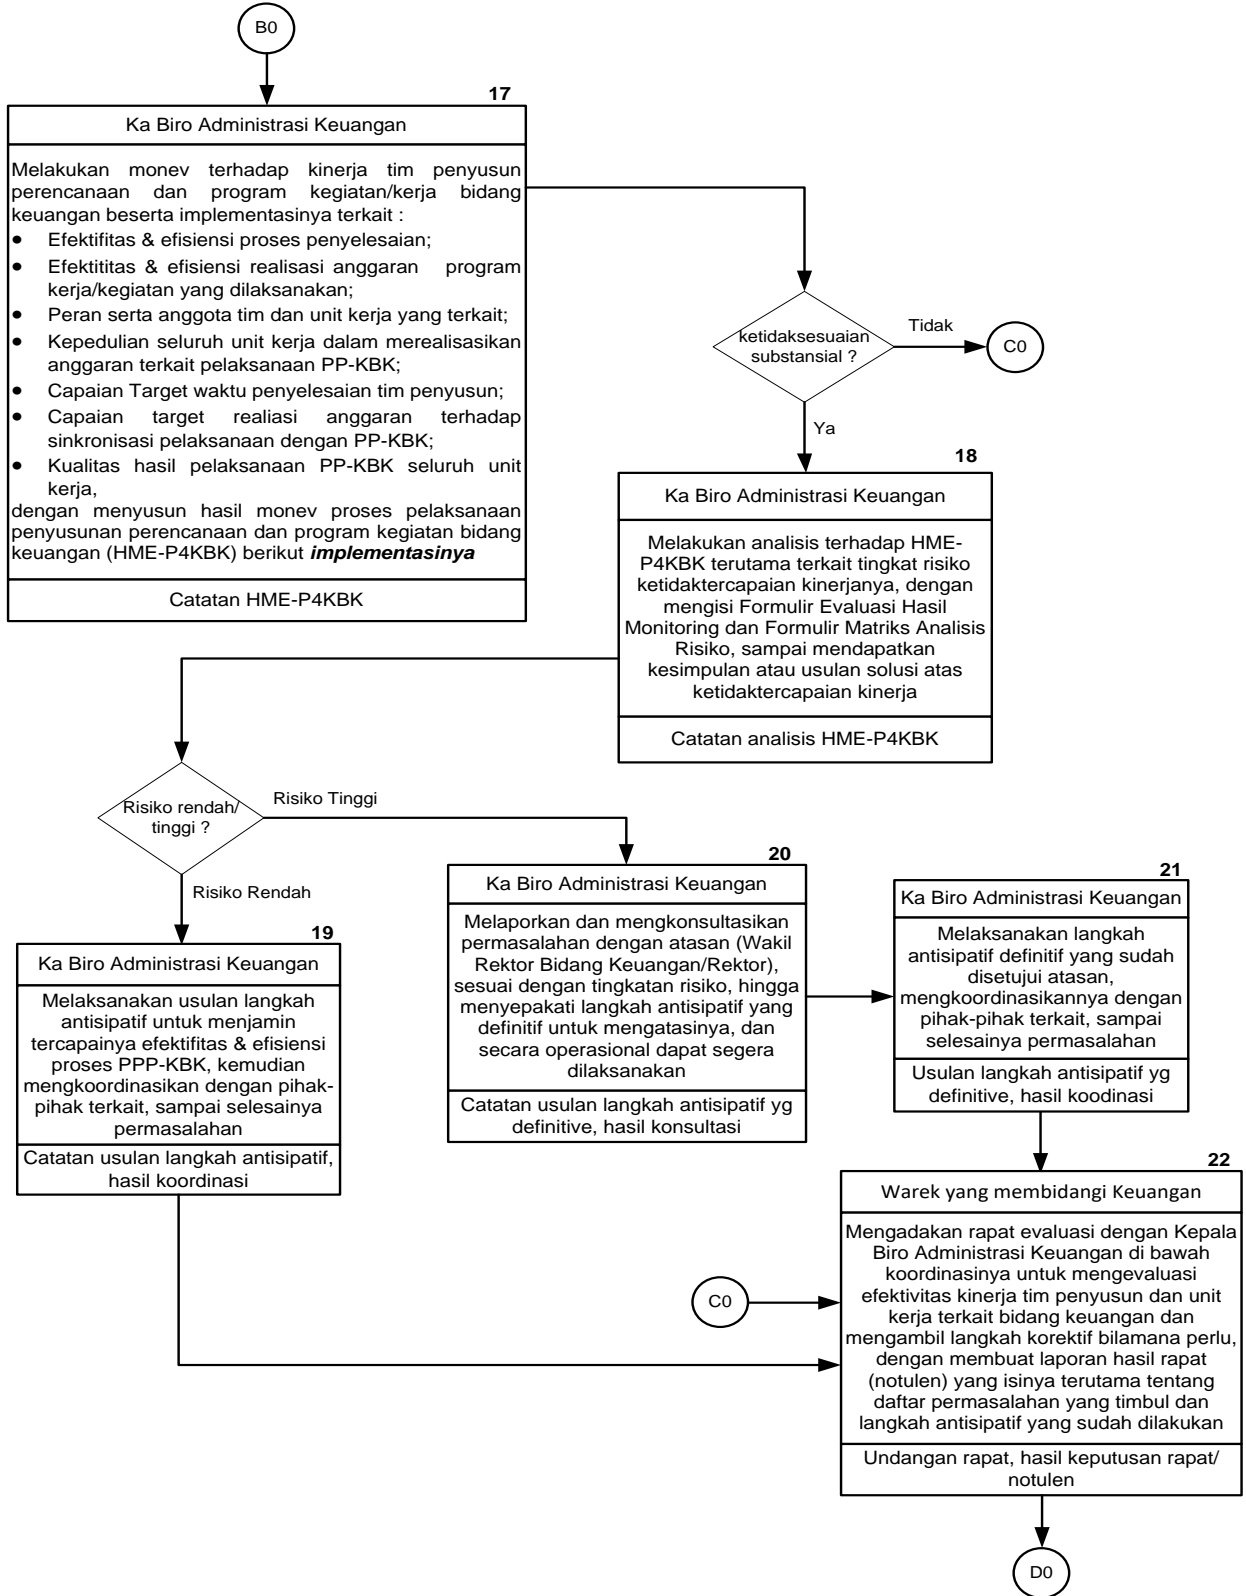 B0
17
Ka Biro Administrasi Keuangan
Melakukan monev terhadap kinerja tim penyusun
perencanaan dan program kegiatan/kerja bidang
keuangan beserta implementasinya terkait :
• Efektifitas & efisiensi proses penyelesaian;
• Efektititas & efisiensi realisasi anggaran program
kerja/kegiatan yang dilaksanakan;
• Peran serta anggota tim dan unit kerja yang terkait;
• Kepedulian seluruh unit kerja dalam merealisasikan
anggaran terkait pelaksanaan PP-KBK;
• Capaian Target waktu penyelesaian tim penyusun;
• Capaian target realiasi anggaran terhadap
sinkronisasi pelaksanaan dengan PP-KBK;
• Kualitas hasil pelaksanaan PP-KBK seluruh unit
kerja,
dengan menyusun hasil monev proses pelaksanaan
penyusunan perencanaan dan program kegiatan bidang
keuangan (HME-P4KBK) berikut implementasinya
Catatan HME-P4KBK
ketidaksesuaian
substansial ?
Tidak
C0
Ya
18
Ka Biro Administrasi Keuangan
Melakukan analisis terhadap HME-
P4KBK terutama terkait tingkat risiko
ketidaktercapaian kinerjanya, dengan
mengisi Formulir Evaluasi Hasil
Monitoring dan Formulir Matriks Analisis
Risiko, sampai mendapatkan
kesimpulan atau usulan solusi atas
ketidaktercapaian kinerja
Catatan analisis HME-P4KBK
Risiko rendah/
tinggi ?
Risiko Tinggi
Risiko Rendah
19
Ka Biro Administrasi Keuangan
Melaksanakan usulan langkah
antisipatif untuk menjamin
tercapainya efektifitas & efisiensi
proses PPP-KBK, kemudian
mengkoordinasikan dengan pihak-
pihak terkait, sampai selesainya
permasalahan
Catatan usulan langkah antisipatif,
hasil koordinasi
20
Ka Biro Administrasi Keuangan
Melaporkan dan mengkonsultasikan
permasalahan dengan atasan (Wakil
Rektor Bidang Keuangan/Rektor),
sesuai dengan tingkatan risiko, hingga
menyepakati langkah antisipatif yang
definitif untuk mengatasinya, dan
secara operasional dapat segera
dilaksanakan
Catatan usulan langkah antisipatif yg
definitive, hasil konsultasi
21
Ka Biro Administrasi Keuangan
Melaksanakan langkah
antisipatif definitif yang sudah
disetujui atasan,
mengkoordinasikannya dengan
pihak-pihak terkait, sampai
selesainya permasalahan
Usulan langkah antisipatif yg
definitive, hasil koodinasi
22
Warek yang membidangi Keuangan
Mengadakan rapat evaluasi dengan Kepala
Biro Administrasi Keuangan di bawah
koordinasinya untuk mengevaluasi
efektivitas kinerja tim penyusun dan unit
kerja terkait bidang keuangan dan
mengambil langkah korektif bilamana perlu,
dengan membuat laporan hasil rapat
(notulen) yang isinya terutama tentang
daftar permasalahan yang timbul dan
langkah antisipatif yang sudah dilakukan
Undangan rapat, hasil keputusan rapat/
notulen
C0
D0